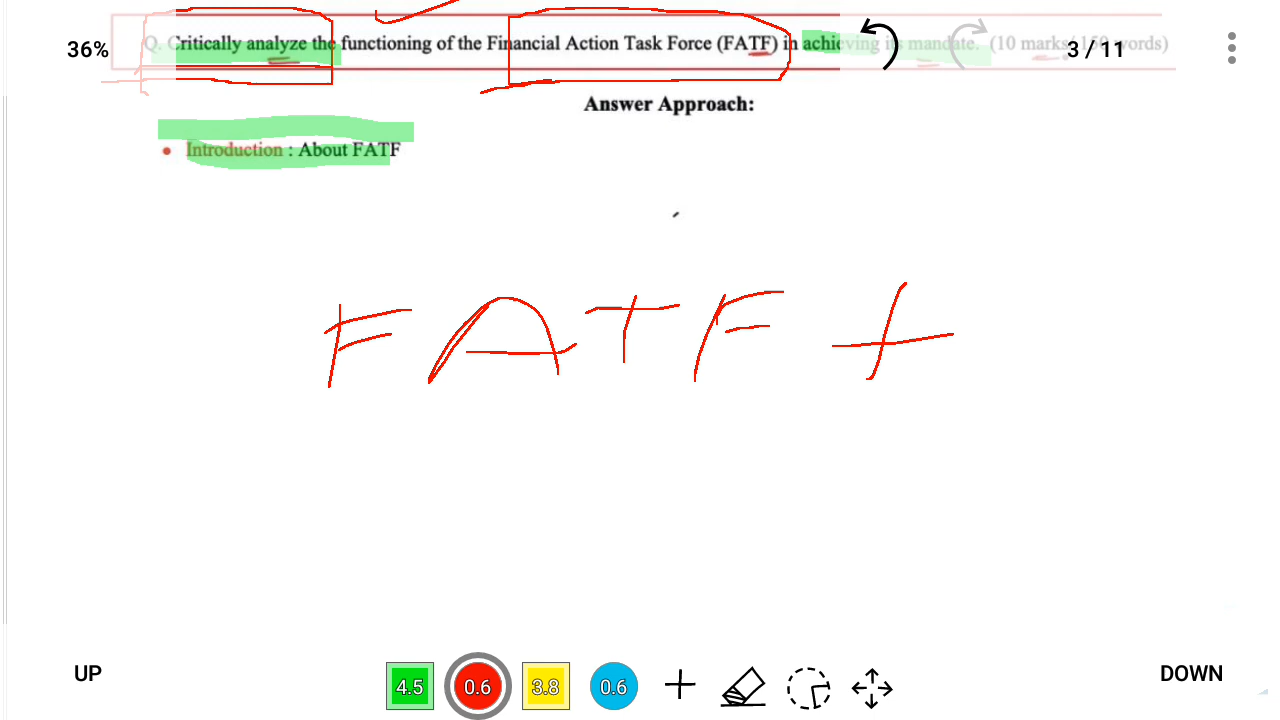 36%
Q. Critically analyze the functioning of the Financial Action Task Force (FATF) in achieving its mandate. (10 marks/ 150 words)
3 / 11
Answer Approach:
• Introduction : About FATF
FATF +
UP
4.5 0.6 3.8 0.6
DOWN